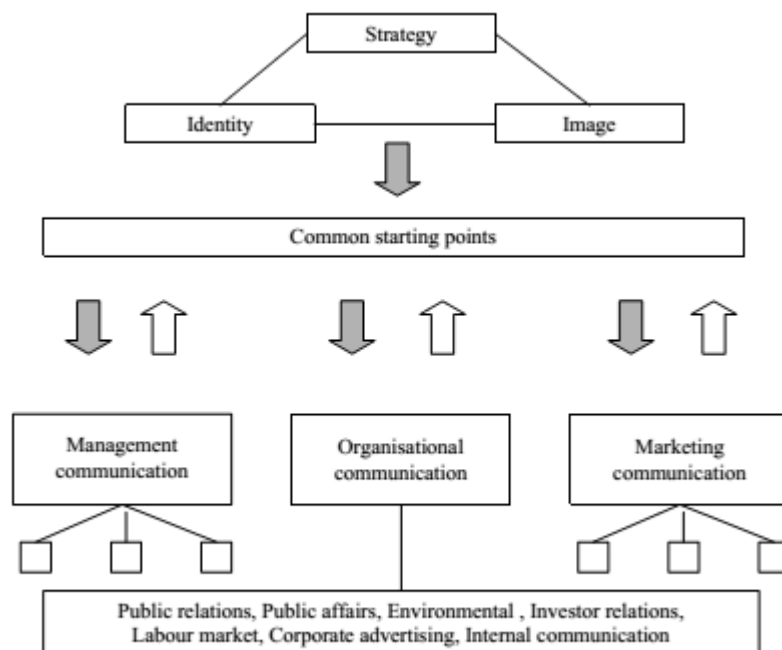 Strategy
Identity
Image
Common starting points
Management
communication
Organisational
communication
Marketing
communication
Public relations, Public affairs, Environmental , Investor relations,
Labour market, Corporate advertising, Internal communication